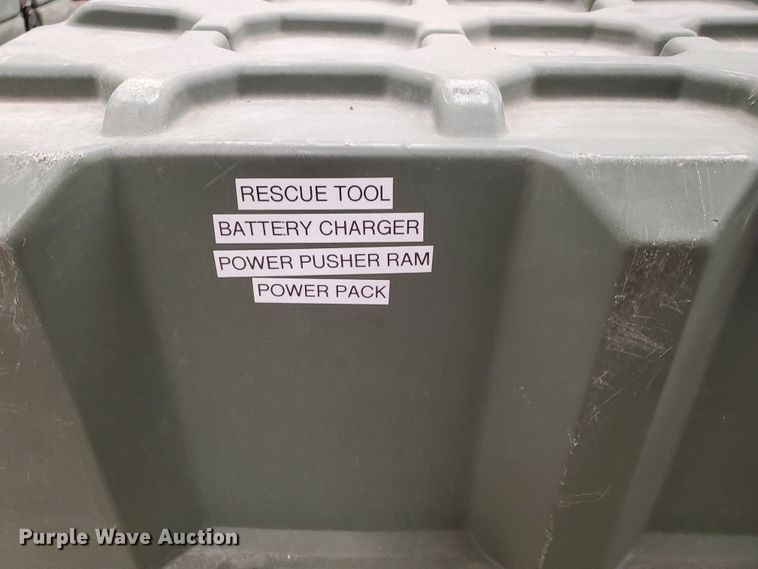 RESCUE TOOL
BATTERY CHARGER
POWER PUSHER RAM
POWER PACK
Purple Wave Auction